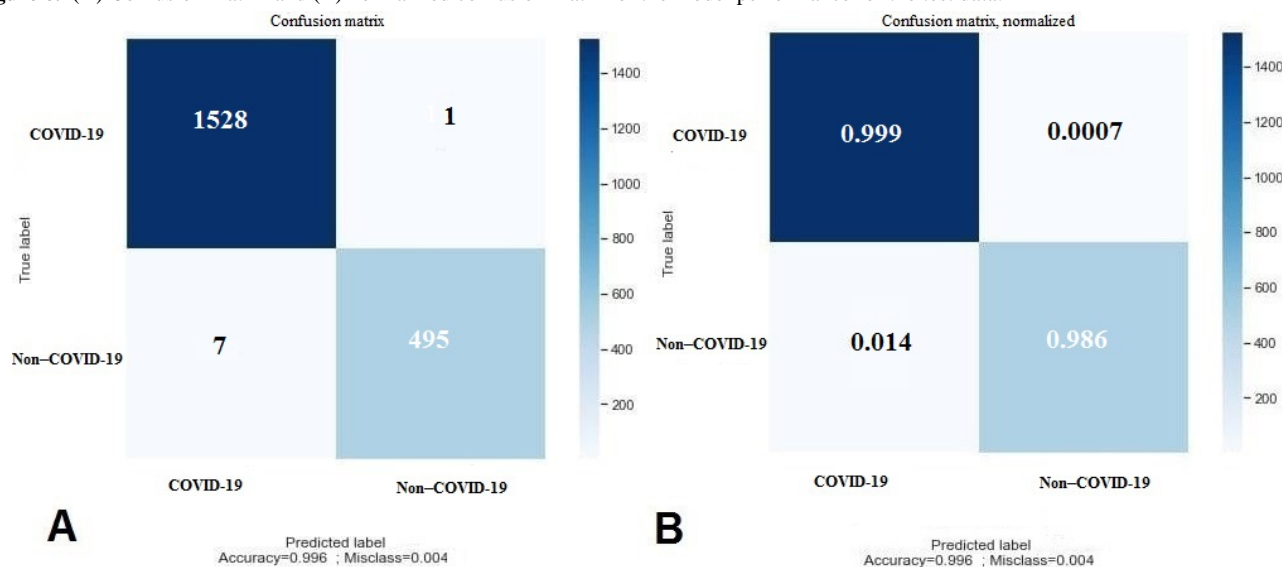 Confusion matrix
1528
1
7
495
COVID-19
Non–COVID-19
True label
COVID-19
Non–COVID-19
1400
1200
1000
800
600
400
200
A
Predicted label
Accuracy=0.996 ; Misclass=0.004
Confusion matrix, normalized
0.999
0.0007
0.014
0.986
COVID-19
Non–COVID-19
True label
COVID-19
Non–COVID-19
1400
1200
1000
800
600
400
200
B
Predicted label
Accuracy=0.996 ; Misclass=0.004